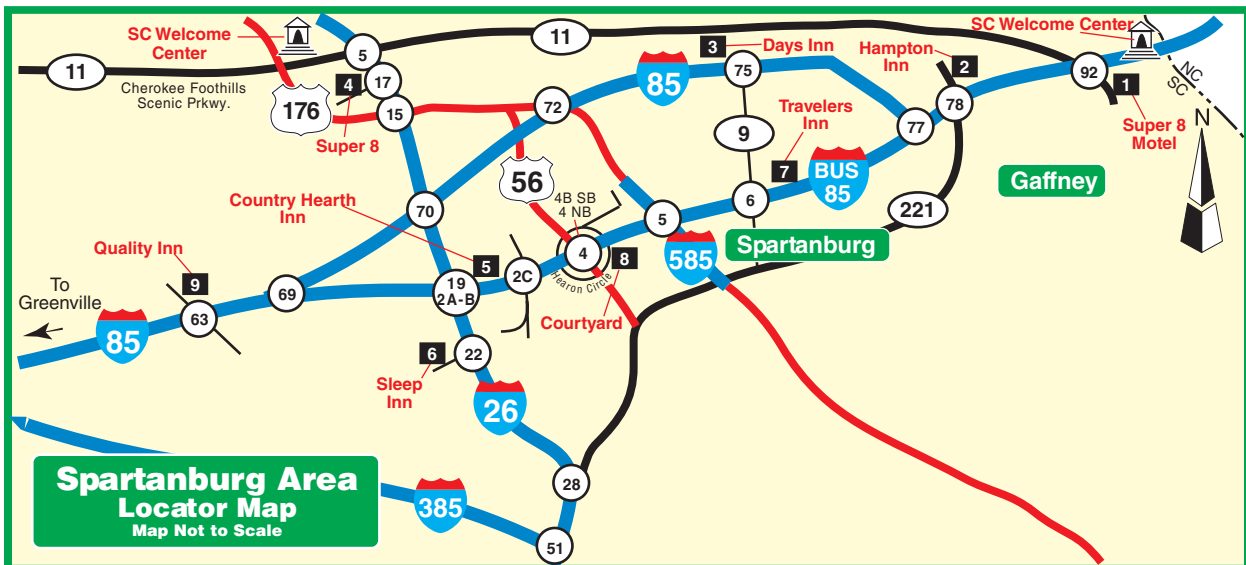 SC Welcome
Center
5
11
3
Days Inn
SC Welcome Center
Hampton
Inn
2
11
Cherokee Foothills
Scenic Prkwy.
4
17
176
15
Super 8
72
85
75
9
Travelers
Inn
7
78
77
92
1
Super 8
Motel
NC
SC
N
BUS
85
Gaffney
56
4B SB
4 NB
221
Country Hearth
Inn
70
5
6
Spartanburg
585
Quality Inn
9
To
Greenville
63
69
85
5
19
2A-B
2C
4
Hearon Circle
8
Courtyard
6
22
Sleep
Inn
26
28
385
51
Spartanburg Area
Locator Map
Map Not to Scale